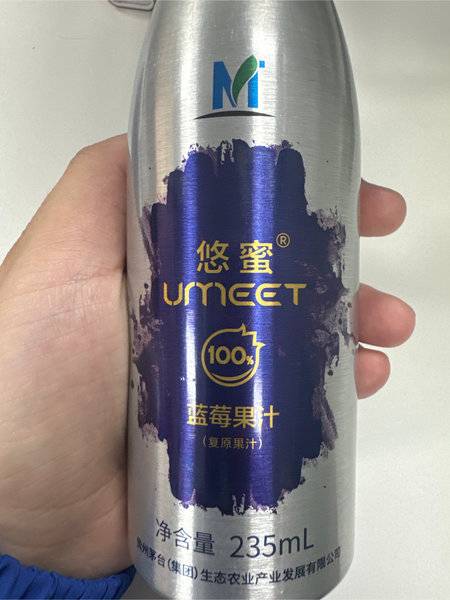 悠蜜®
UMEET
100%
蓝莓果汁
（复原果汁）
净含量 235mL
贵州茅台(集团)生态农业产业发展有限公司